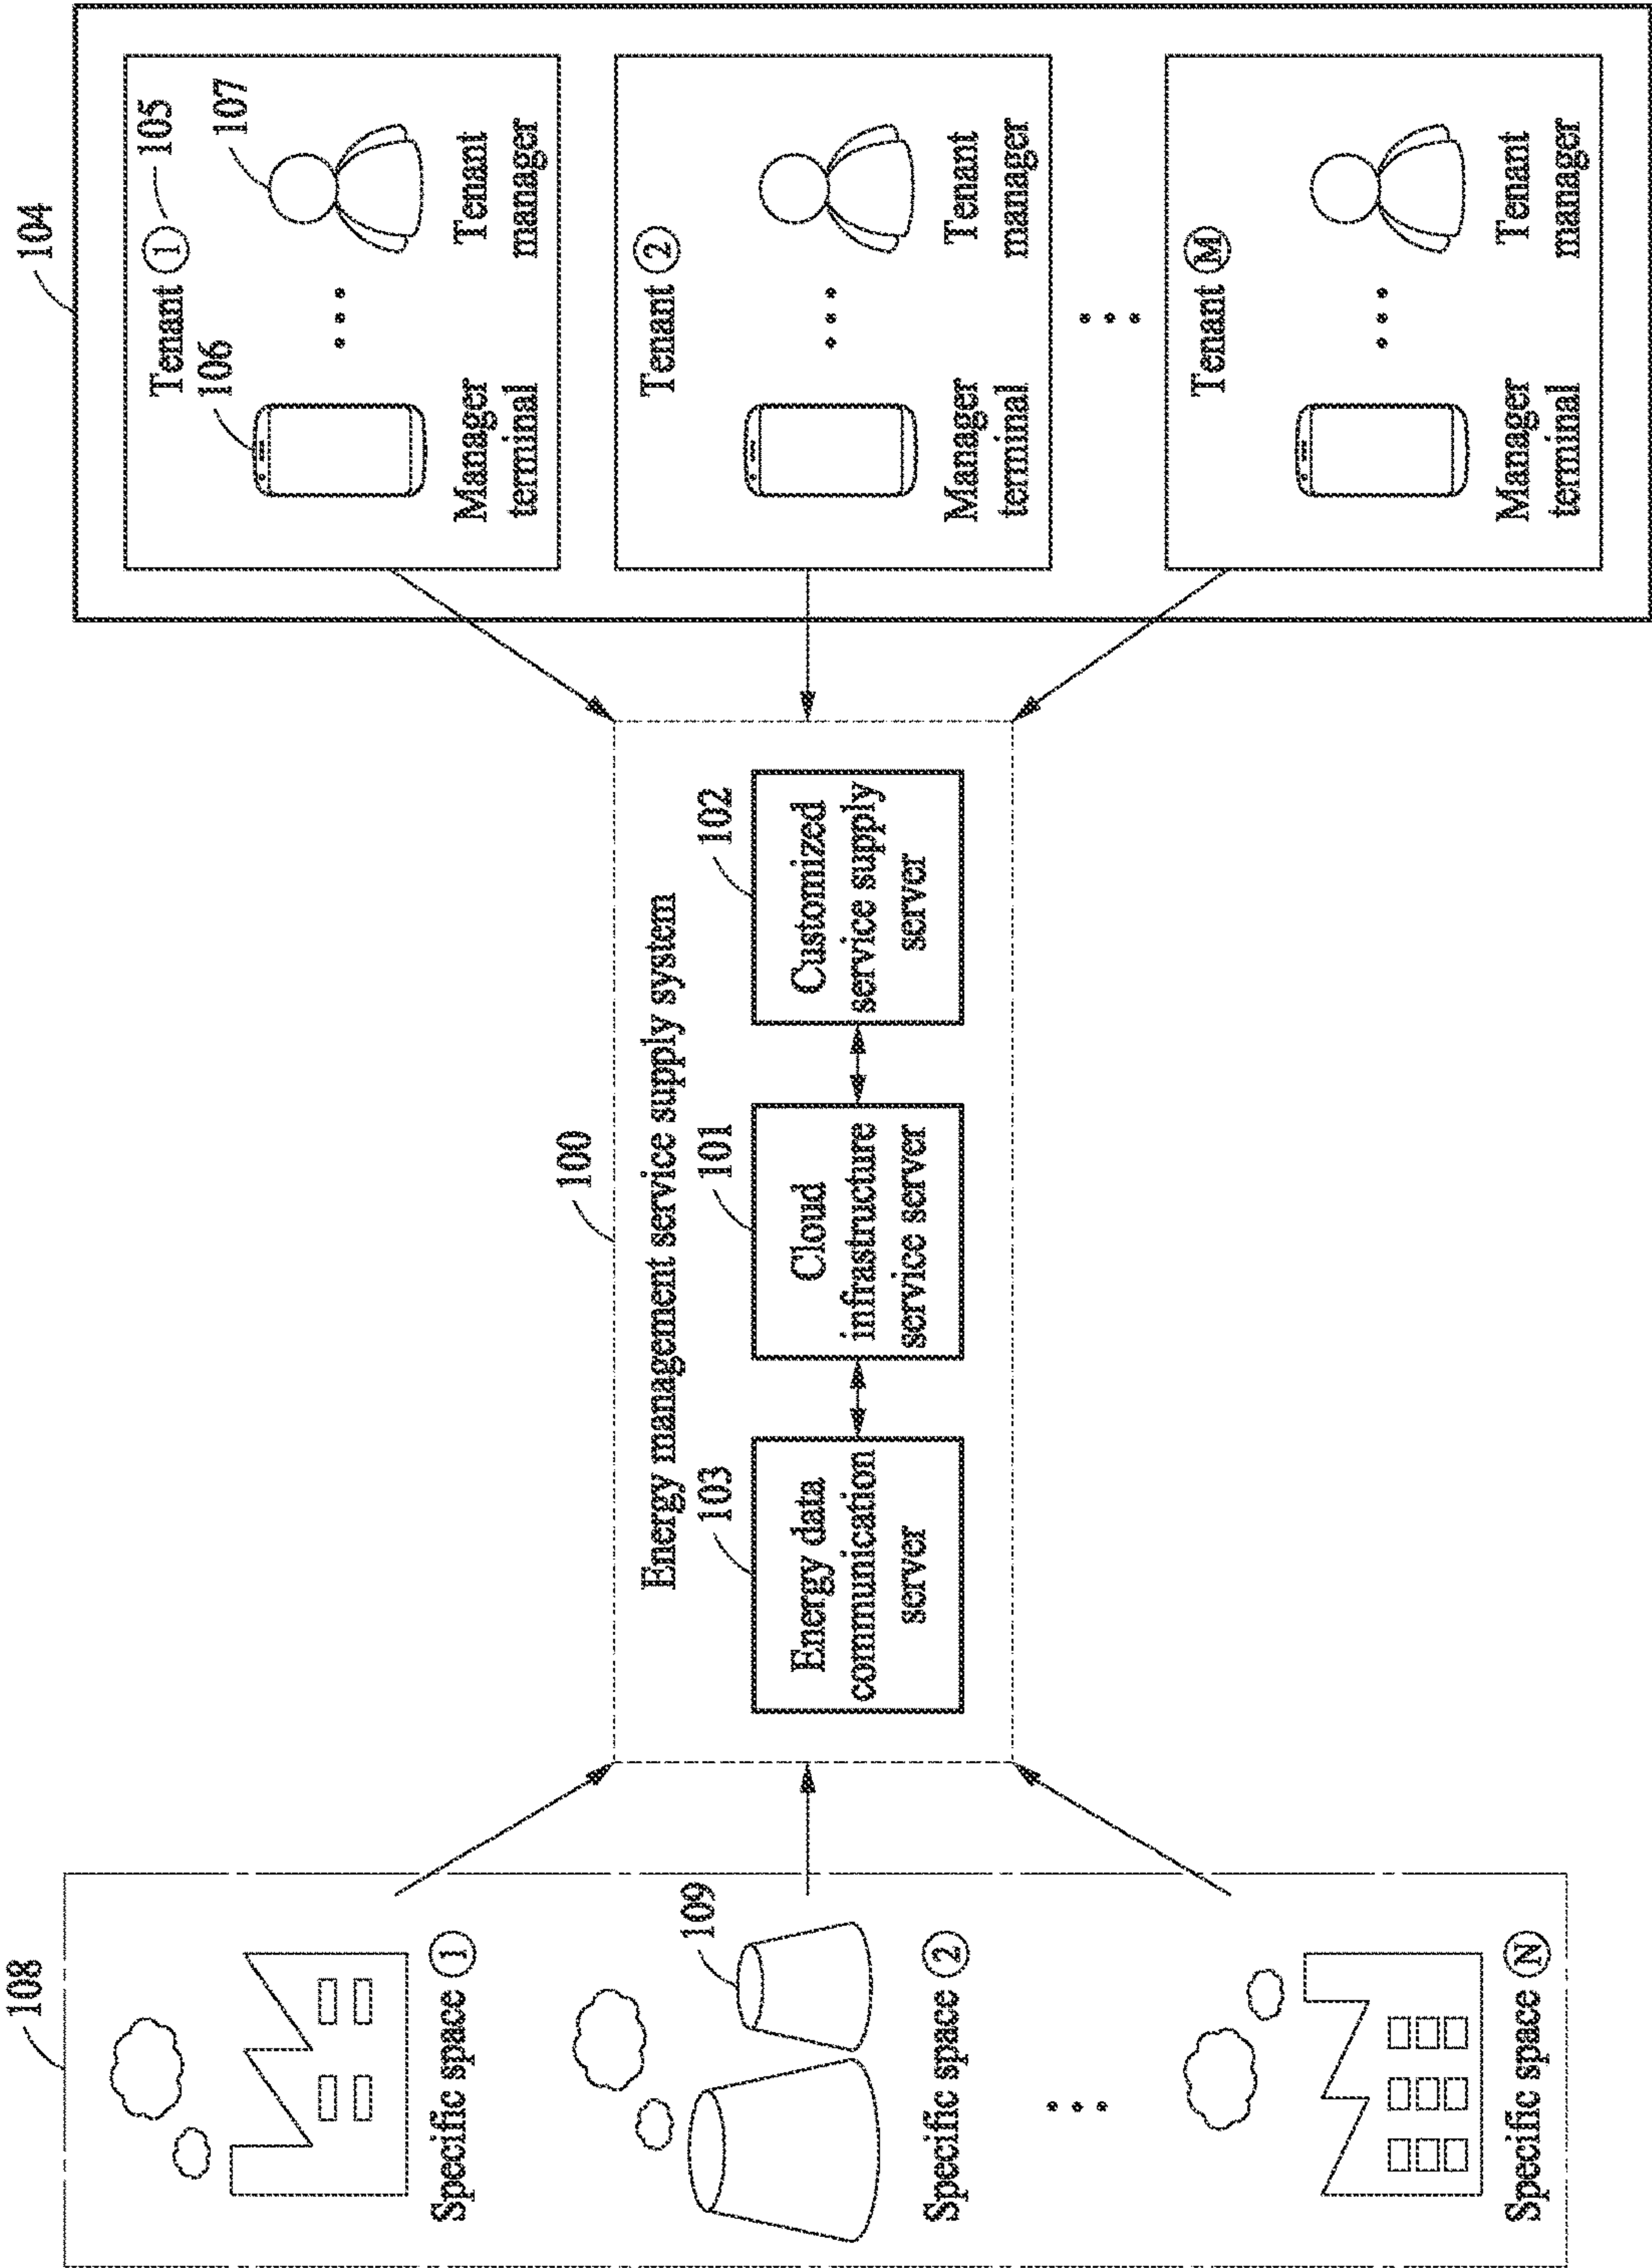 108
Specific space ①
109
Specific space ②
Specific space Ⓝ
100
Energy management service supply system
103
Energy data
communication
server
101
Cloud
infrastructure
service server
102
Customized
service supply
server
104
Tenant ①
105
106
107
Manager
terminal
Tenant
manager
Tenant ②
Manager
terminal
Tenant
manager
Tenant Ⓜ
Manager
terminal
Tenant
manager